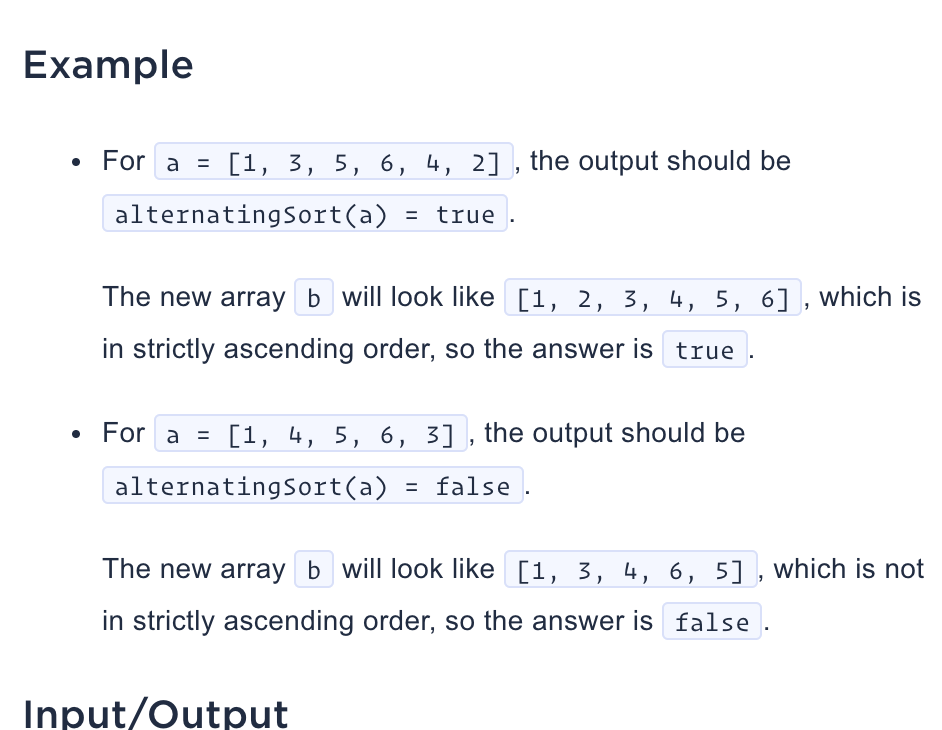 Example
• For a = [1, 3, 5, 6, 4, 2], the output should be
alternatingSort(a) = true.
The new array b will look like [1, 2, 3, 4, 5, 6], which is
in strictly ascending order, so the answer is true.
• For a = [1, 4, 5, 6, 3], the output should be
alternatingSort(a) = false.
The new array b will look like [1, 3, 4, 6, 5], which is not
in strictly ascending order, so the answer is false.
Input/Output